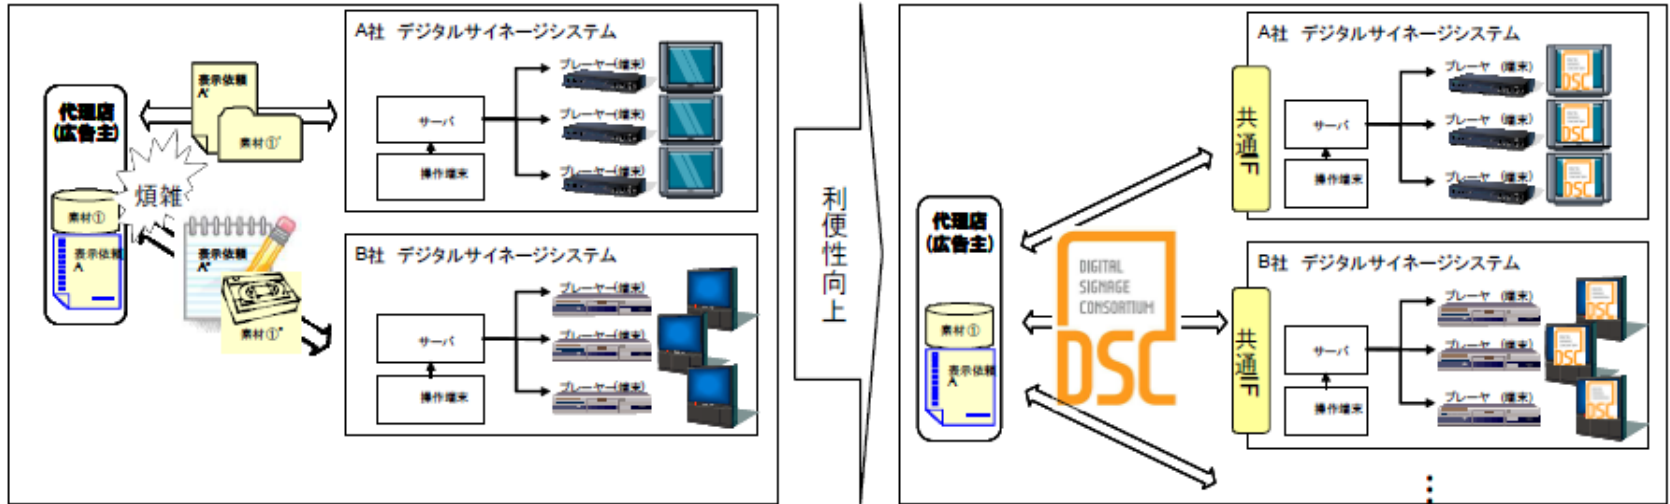 A社 デジタルサイネージシステム
表示依頼
A'
素材①'
代理店
(広告主)
煩雑
素材①
表示依頼
A
表示依頼
A"
素材①"
サーバ
操作端末
プレーヤー(端末)
プレーヤー(端末)
プレーヤー(端末)
B社 デジタルサイネージシステム
サーバ
操作端末
プレーヤー(端末)
プレーヤー(端末)
プレーヤー(端末)
利便性向上
代理店
(広告主)
素材①
表示依頼
A
DIGITAL
SIGNAGE
CONSORTIUM
DSC
共通IF
A社 デジタルサイネージシステム
サーバ
操作端末
プレーヤ (端末)
プレーヤ (端末)
プレーヤ (端末)
DSC
DSC
DSC
共通IF
B社 デジタルサイネージシステム
サーバ
操作端末
プレーヤ (端末)
プレーヤ (端末)
プレーヤ (端末)
DSC
DSC
DSC